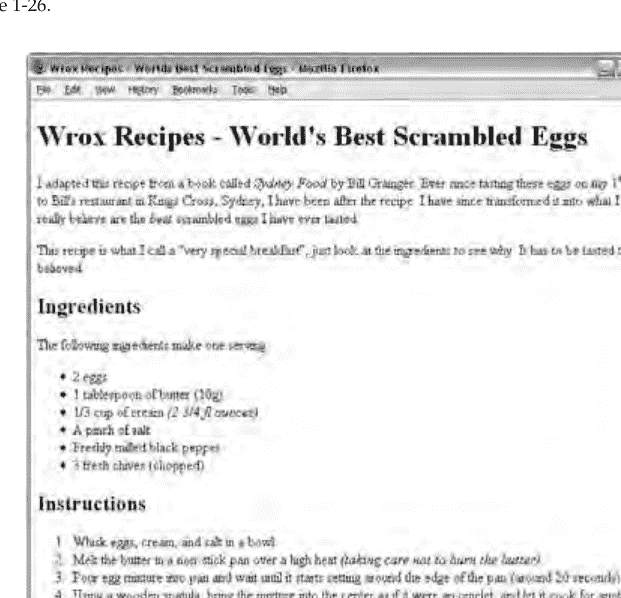 e 1-26.
Wrox Recipes - Worlds Best Scrambled Eggs - Mozilla Firefox
File Edit View History Bookmarks Tools Help
Wrox Recipes - World's Best Scrambled Eggs
I adapted this recipe from a book called Sydney Food by Bill Grainger. Ever since tasting these eggs on my 1
to Bill's restaurant in Kings Cross, Sydney, I have been after the recipe. I have since transformed it into what I
really believe are the best scrambled eggs I have ever tasted.
This recipe is what I call a "very special breakfast"; just look at the ingredients to see why. It has to be tasted t
believed.
Ingredients
The following ingredients make one serving
• 2 eggs
• 1 tablespoon of butter (10g)
• 1/3 cup of cream (2 3/4 fl ounces)
• A pinch of salt
• Freshly milled black pepper
• 3 fresh chives (chopped)
Instructions
1. Whisk eggs, cream, and salt in a bowl
2. Melt the butter in a non-stick pan over a high heat (taking care not to burn the butter)
3. Pour egg mixture into pan and wait until it starts setting around the edge of the pan (around 20 seconds)
4. Using a wooden spatula, bring the mixture into the center as if it were an omelet, and let it cook for anot